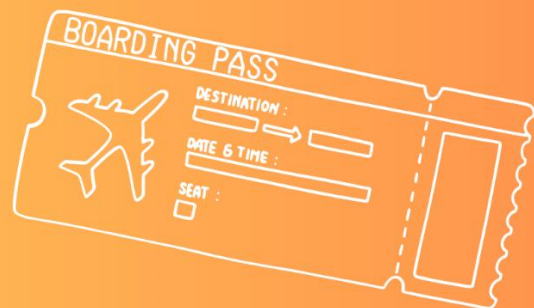 BOARDING PASS
DESTINATION :
DATE & TIME :
SEAT :